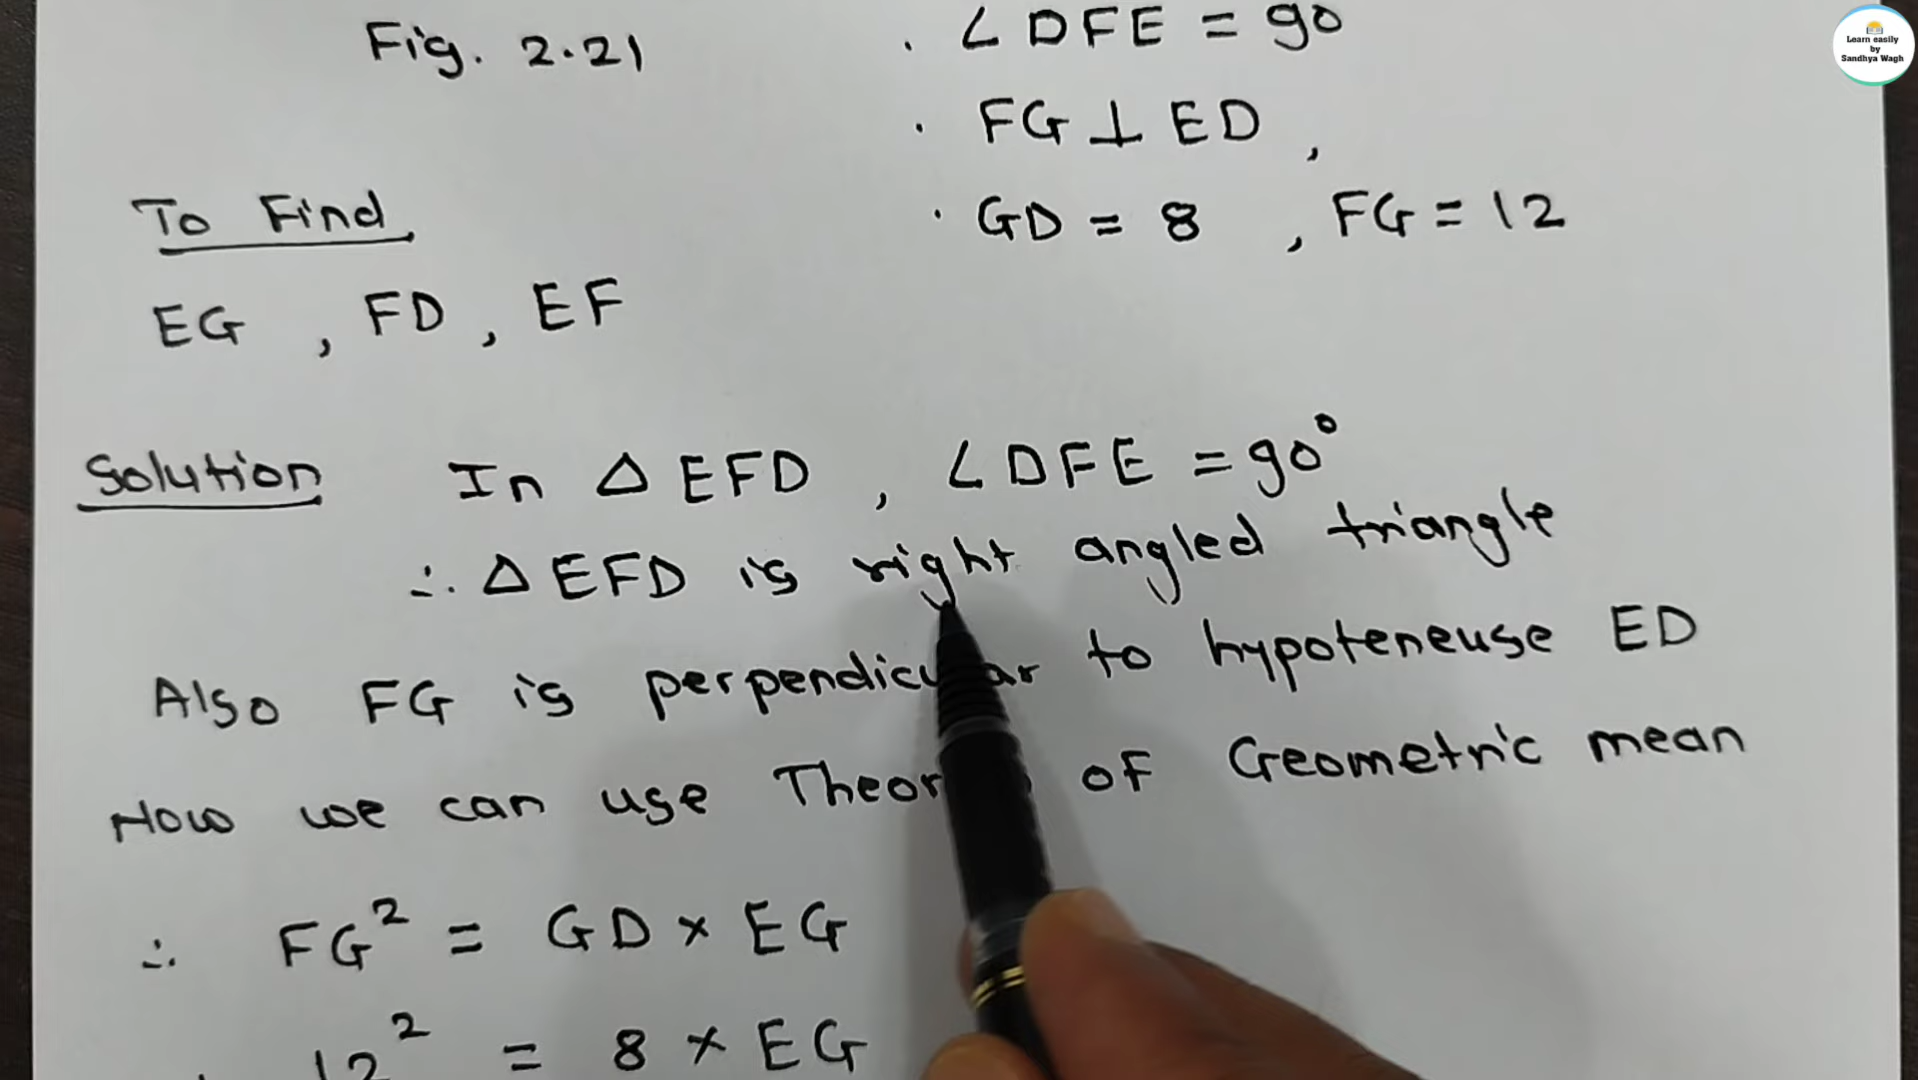 Fig. 2.21
. ∠DFE = 90
. FG ⊥ ED ,
. GD = 8 , FG = 12
To Find
EG , FD , EF
Solution In △ EFD , ∠DFE = 90°
∴ △ EFD is right angled triangle
Also FG is perpendicular to hypoteneuse ED
Now we can use of Geometric mean
∴ FG² = GD × EG
12² = 8 × EG
Learn easily
by
Sandhya Wagh